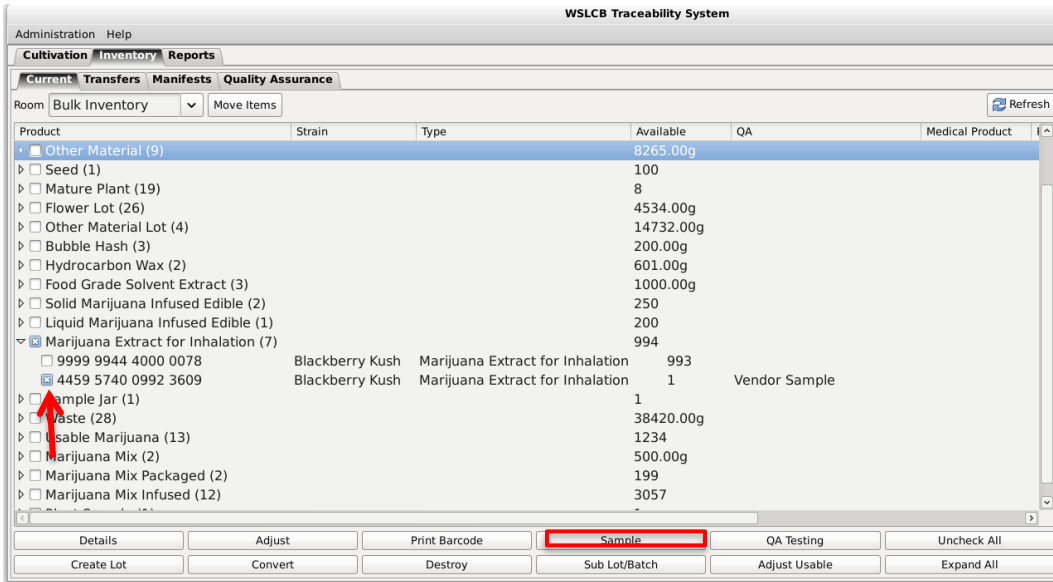 WSLCB Traceability System
Administration Help
Cultivation Inventory Reports
Current Transfers Manifests Quality Assurance
Room Bulk Inventory Move Items Refresh
Product Strain Type Available QA Medical Product
Other Material (9) 8265.00g
Seed (1) 100
Mature Plant (19) 8
Flower Lot (26) 4534.00g
Other Material Lot (4) 14732.00g
Bubble Hash (3) 200.00g
Hydrocarbon Wax (2) 601.00g
Food Grade Solvent Extract (3) 1000.00g
Solid Marijuana Infused Edible (2) 250
Liquid Marijuana Infused Edible (1) 200
Marijuana Extract for Inhalation (7) 994
9999 9944 4000 0078 Blackberry Kush Marijuana Extract for Inhalation 993
4459 5740 0992 3609 Blackberry Kush Marijuana Extract for Inhalation 1 Vendor Sample
Sample Jar (1) 1
Waste (28) 38420.00g
Usable Marijuana (13) 1234
Marijuana Mix (2) 500.00g
Marijuana Mix Packaged (2) 199
Marijuana Mix Infused (12) 3057
Details Adjust Print Barcode Sample QA Testing Uncheck All
Create Lot Convert Destroy Sub Lot/Batch Adjust Usable Expand All